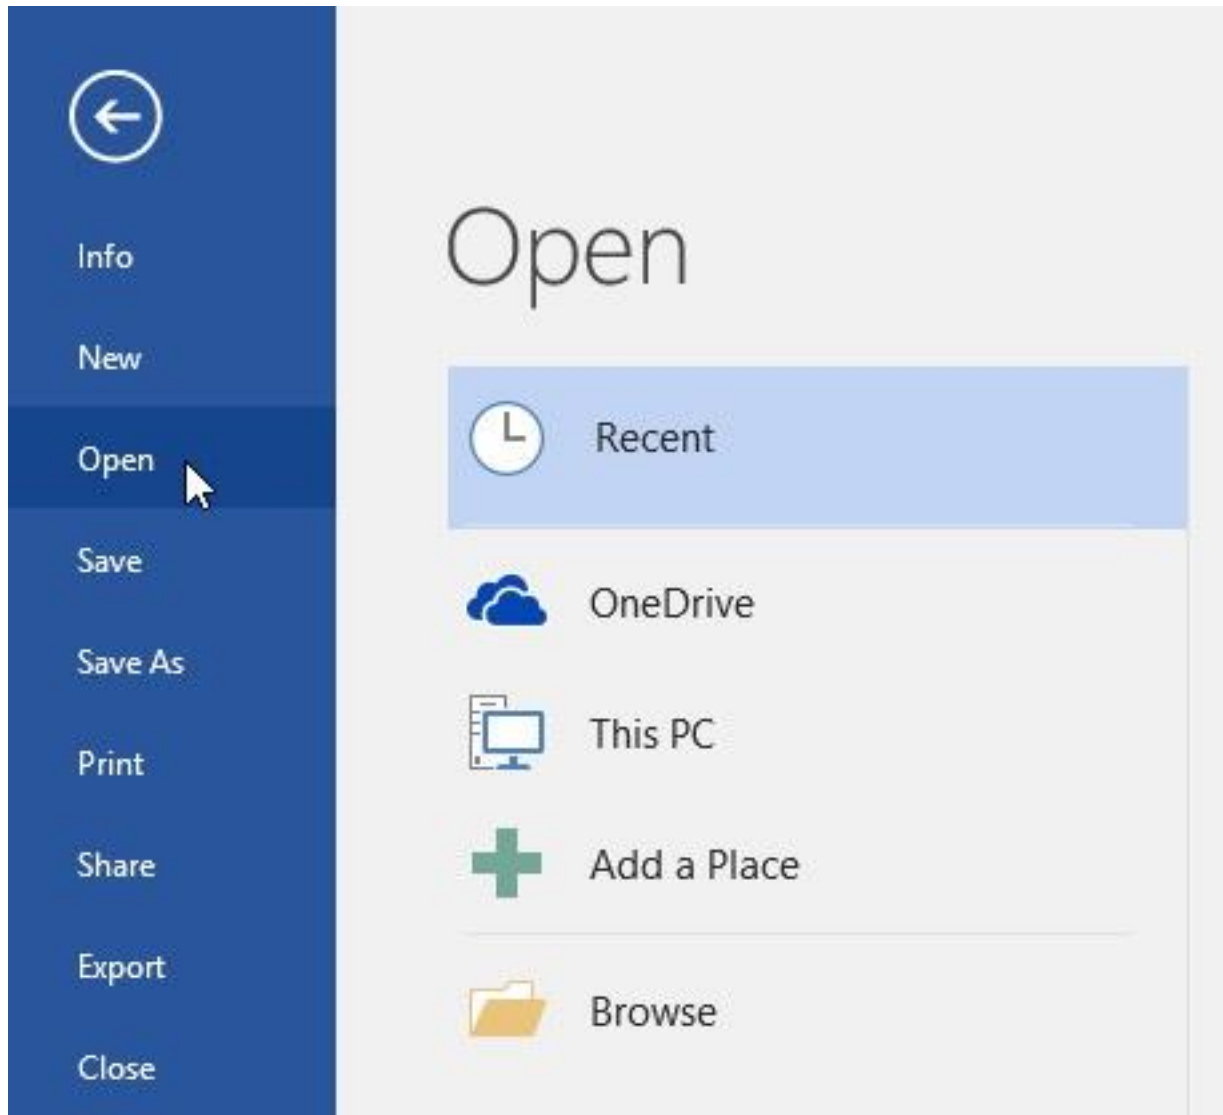 Info
New
Open
Save
Save As
Print
Share
Export
Close
Open
Recent
OneDrive
This PC
Add a Place
Browse